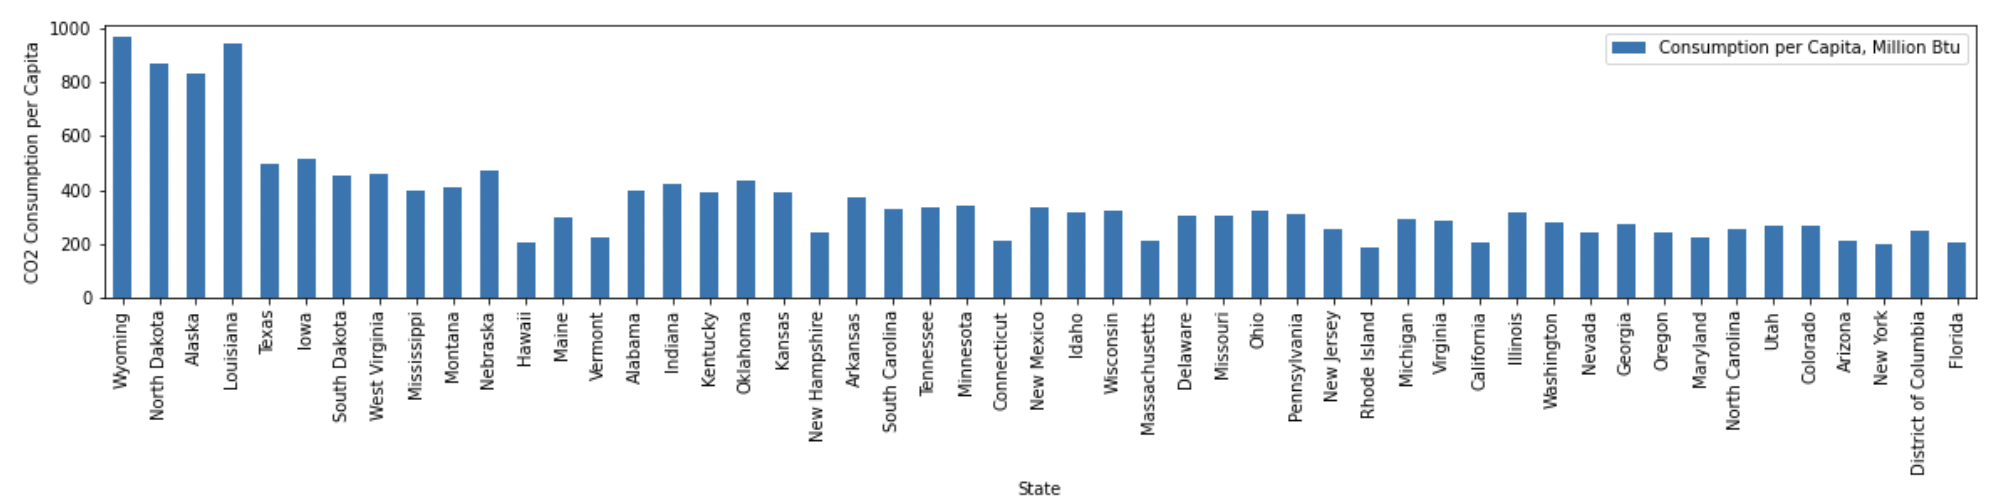 1000
800
600
400
200
0
CO2 Consumption per Capita
Consumption per Capita, Million Btu
Wyoming
North Dakota
Alaska
Louisiana
Texas
Iowa
South Dakota
West Virginia
Mississippi
Montana
Nebraska
Hawaii
Maine
Vermont
Alabama
Indiana
Kentucky
Oklahoma
Kansas
New Hampshire
Arkansas
South Carolina
Tennessee
Minnesota
Connecticut
New Mexico
Idaho
Wisconsin
Massachusetts
Delaware
Missouri
Ohio
Pennsylvania
New Jersey
Rhode Island
Michigan
Virginia
California
Illinois
Washington
Nevada
Georgia
Oregon
Maryland
North Carolina
Utah
Colorado
Arizona
New York
District of Columbia
Florida
State